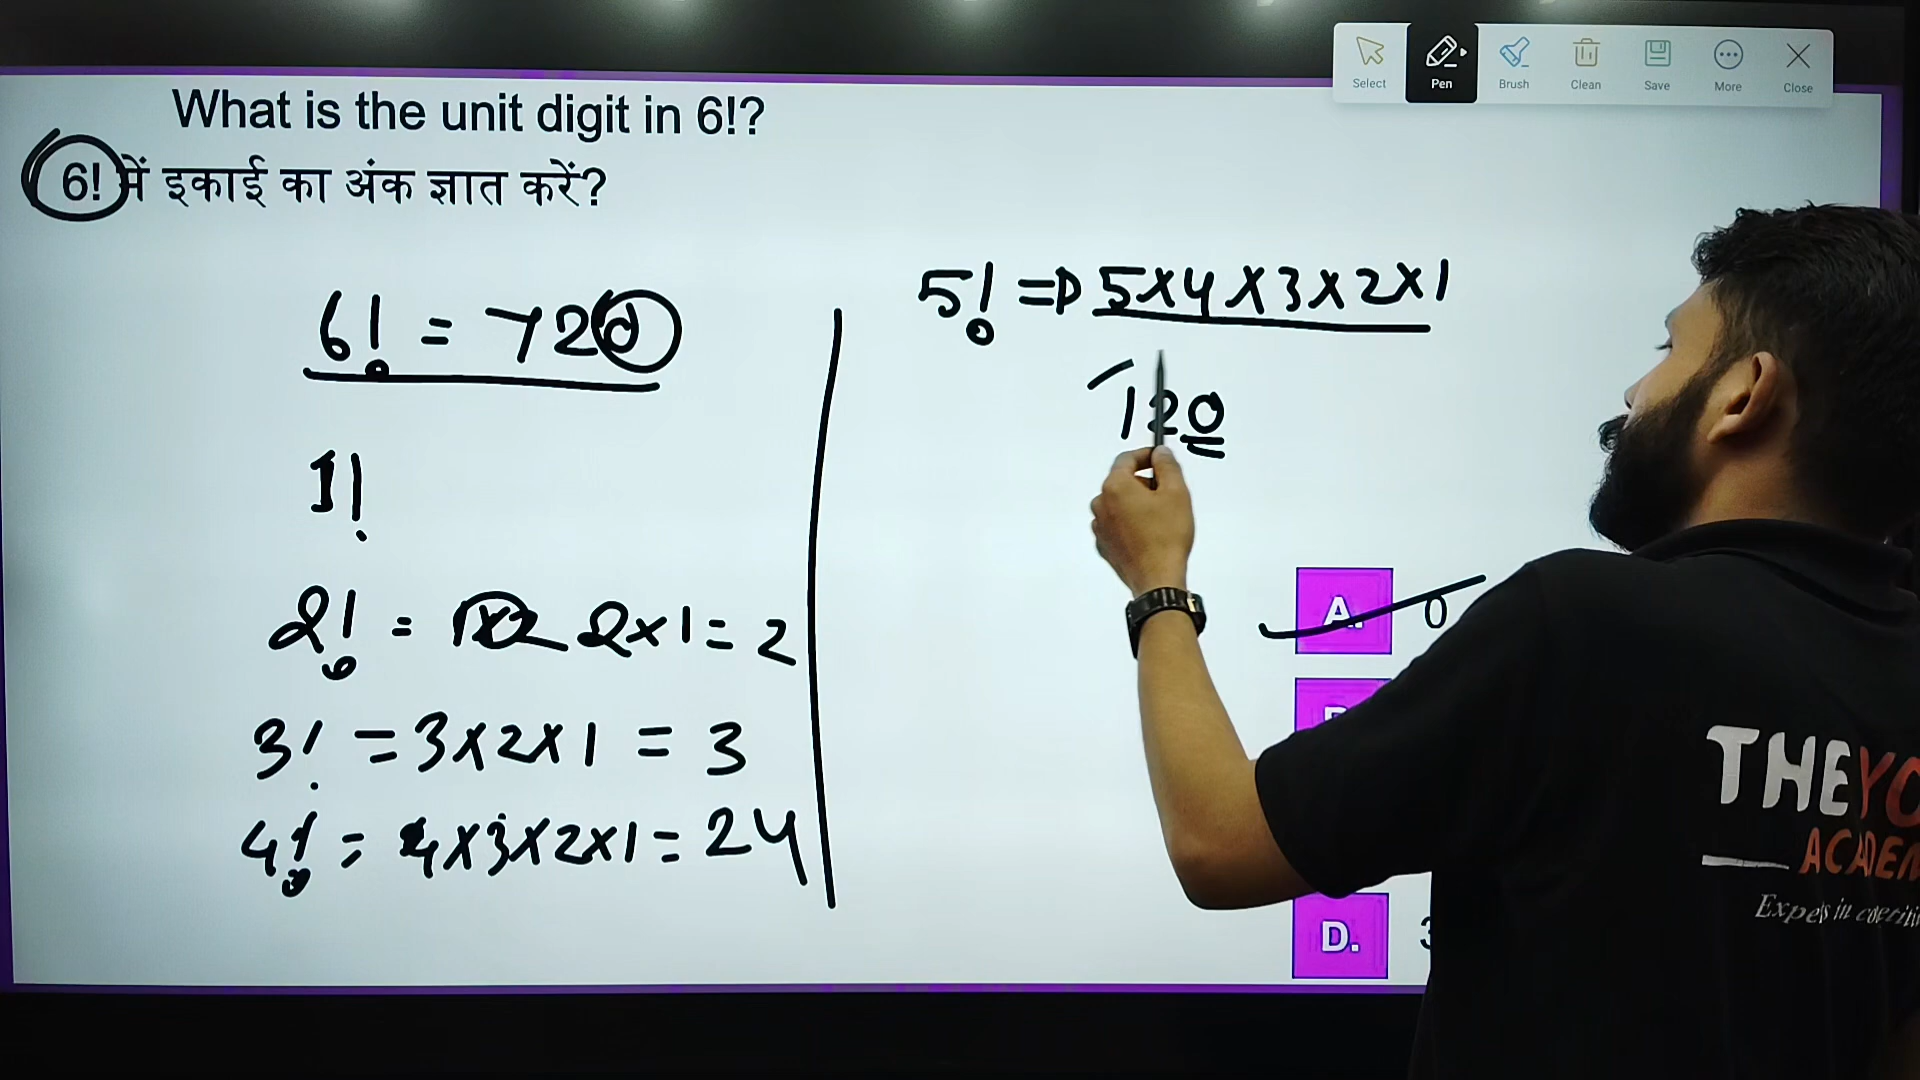 Select Pen Brush Clean Save More Close
What is the unit digit in 6!?
6! में इकाई का अंक ज्ञात करें?
6! = 720
1!
2! = 2×1 = 2
3! = 3×2×1 = 3
4! = 4×3×2×1 = 24
5! ⇒ 5×4×3×2×1
120
A. 0
D.
THE